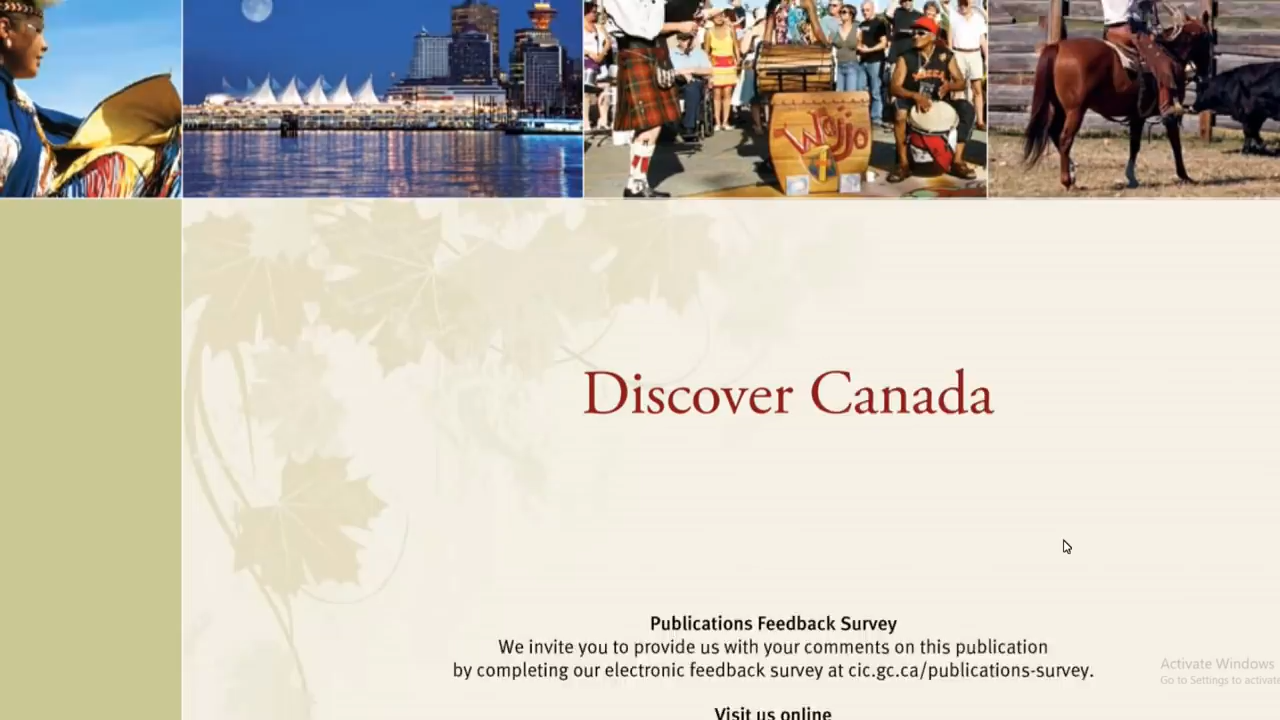 Waijjo
Discover Canada
Publications Feedback Survey
We invite you to provide us with your comments on this publication
by completing our electronic feedback survey at cic.gc.ca/publications-survey.
Visit us online
Activate Windows
Go to Settings to activate